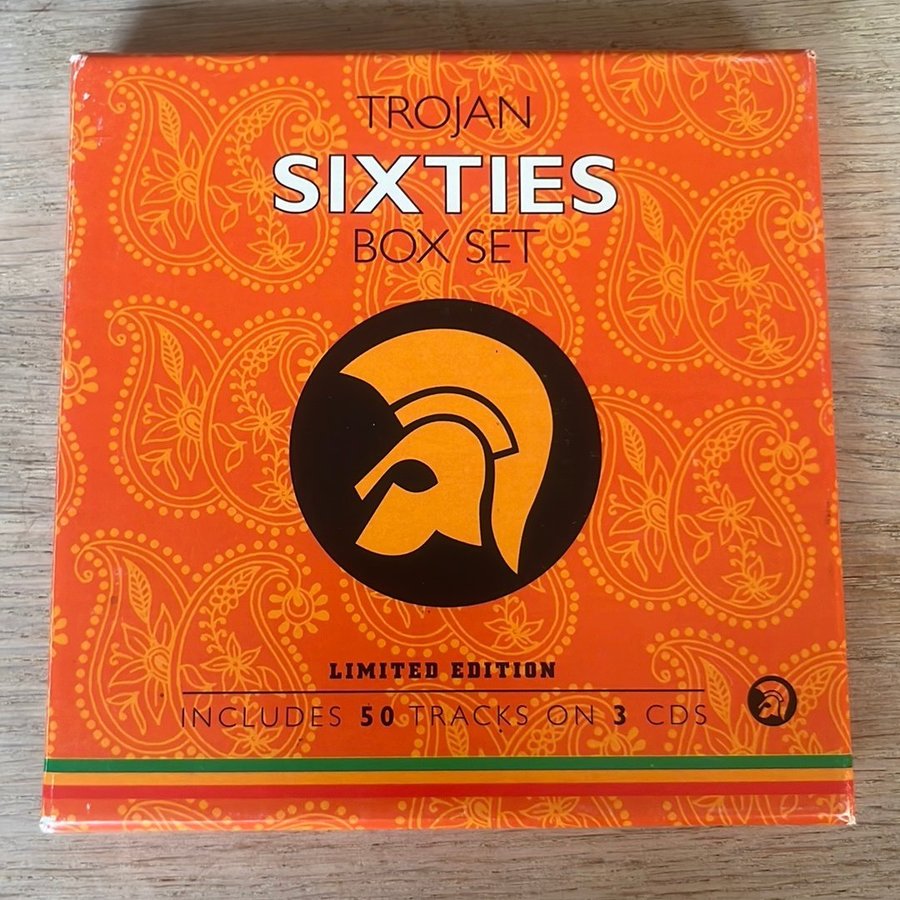 TROJAN
SIXTIES
BOX SET
LIMITED EDITION
INCLUDES 50 TRACKS ON 3 CDS